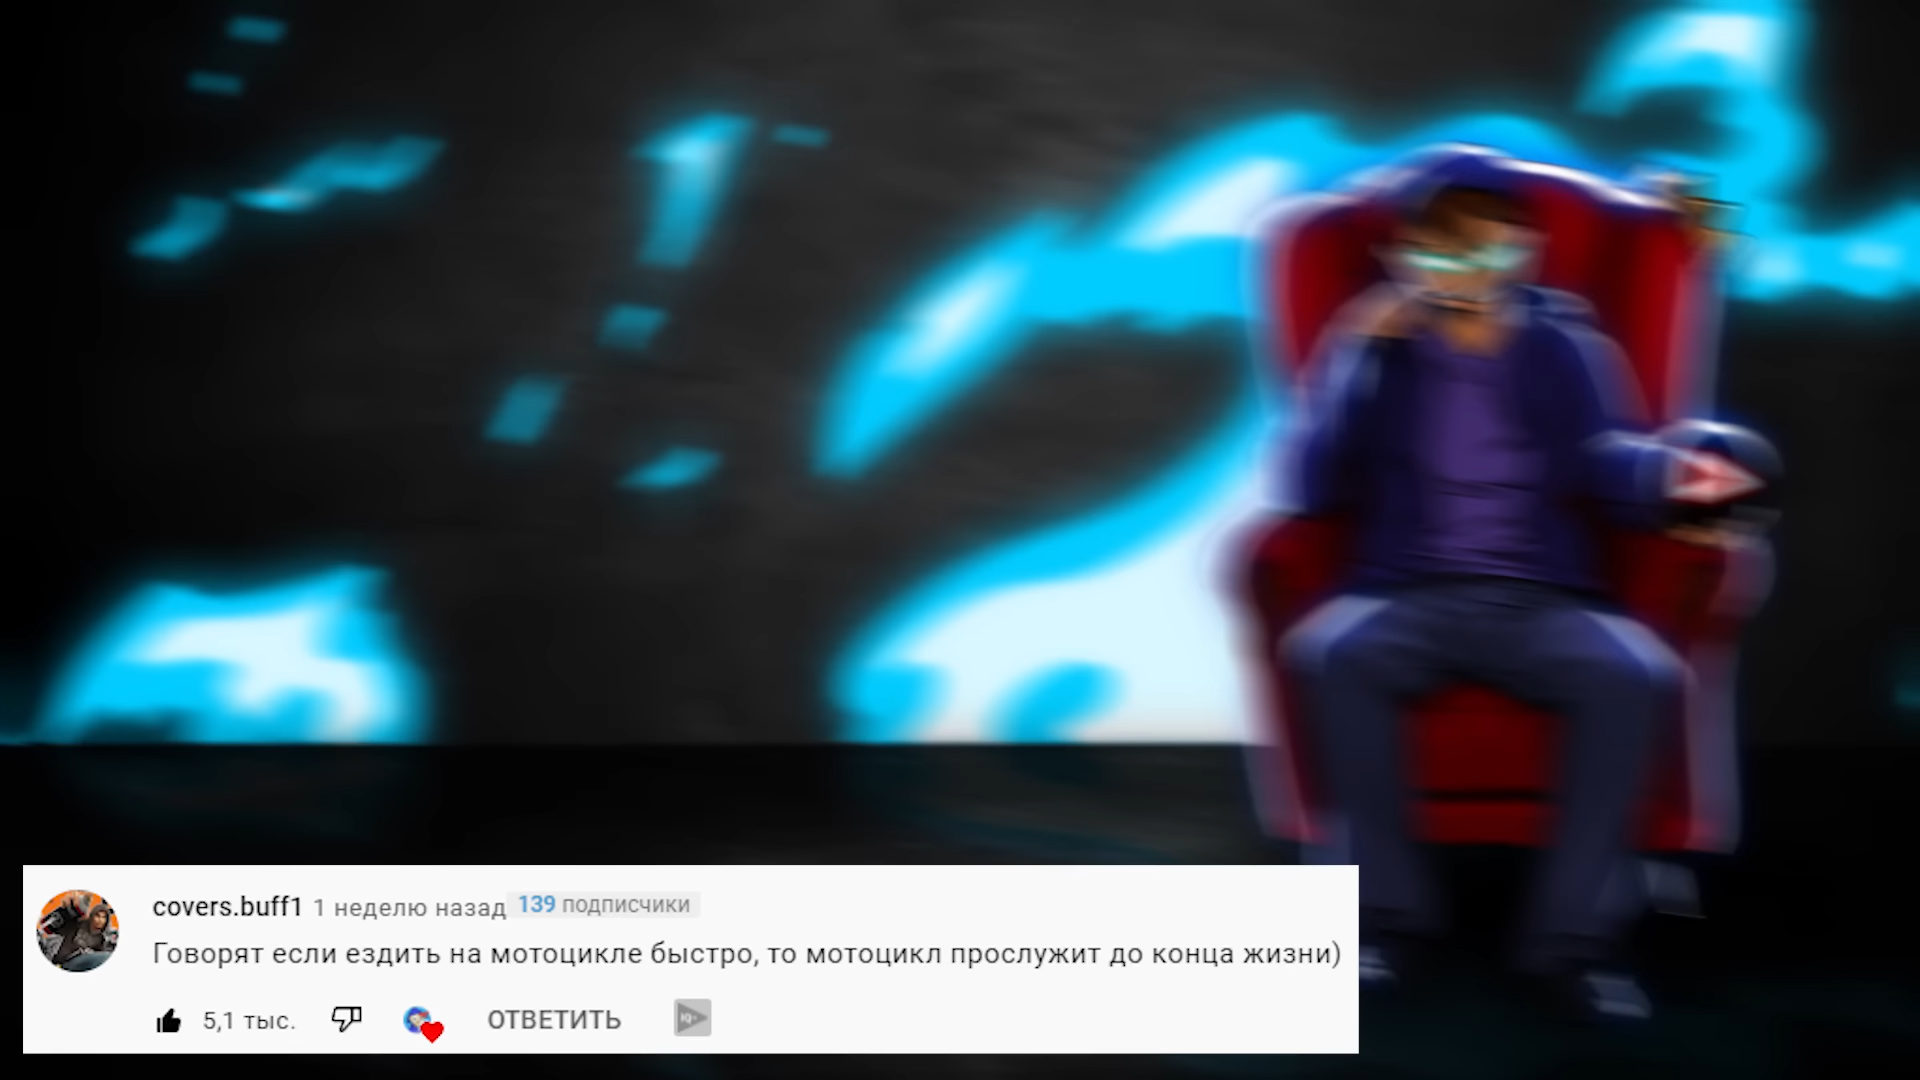 covers.buff1 1 неделю назад 139 подписчики
Говорят если ездить на мотоцикле быстро, то мотоцикл прослужит до конца жизни)
5,1 тыс. ОТВЕТИТЬ IQ+